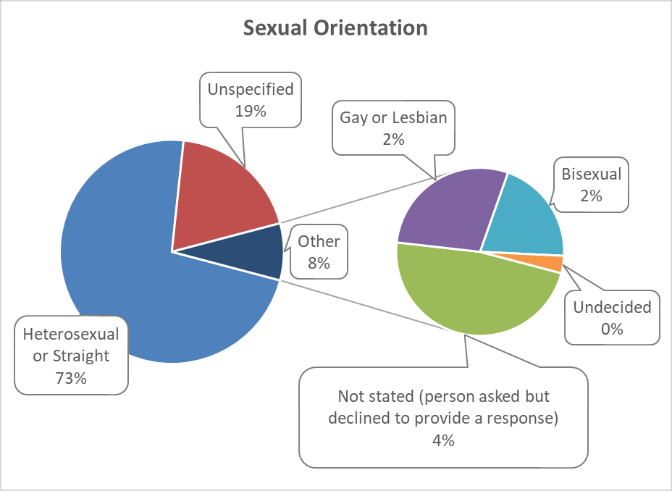 Sexual Orientation
Unspecified
19%
Gay or Lesbian
2%
Bisexual
2%
Other
8%
Undecided
0%
Heterosexual
or Straight
73%
Not stated (person asked but
declined to provide a response)
4%